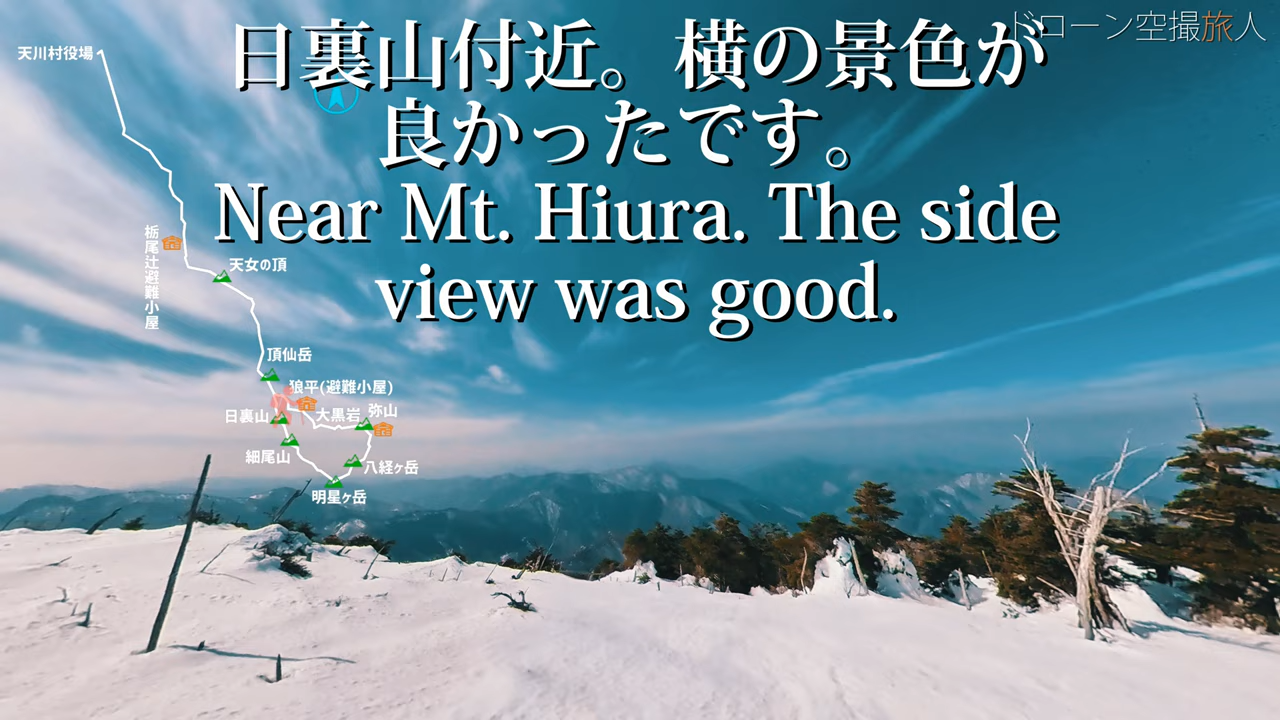 ドローン空撮旅人
日裏山付近。横の景色が
良かったです。
Near Mt. Hiura. The side
view was good.
天川村役場
栃尾辻避難小屋
天女の頂
頂仙岳
狼平(避難小屋)
日裏山
大黒岩
弥山
細尾山
八経ヶ岳
明星ヶ岳